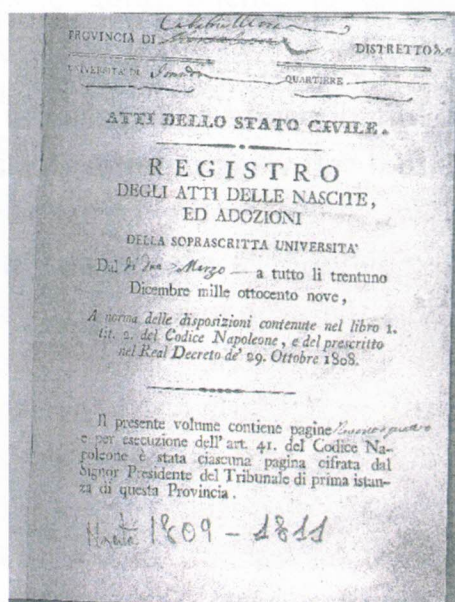 PROVINCIA DI
DISTRETTO
UNIVERSITA' DI
QUARTIERE
ATTI DELLO STATO CIVILE.
REGISTRO
DEGLI ATTI DELLE NASCITE,
ED ADOZIONI
DELLA SOPRASCRITTA UNIVERSITA'
Dal Marzo a tutto li trentuno
Dicembre mille ottocento nove,
A norma delle disposizioni contenute nel libro 1.
tit. 2. del Codice Napoleone, e del prescritto
nel Real Decreto de' 29. Ottobre 1808.
Il presente volume contiene pagine
e per esecuzione dell' art. 41. del Codice Na-
poleone è stata ciascuna pagina cifrata dal
Signor Presidente del Tribunale di prima istan-
za di questa Provincia.
1809 - 1811